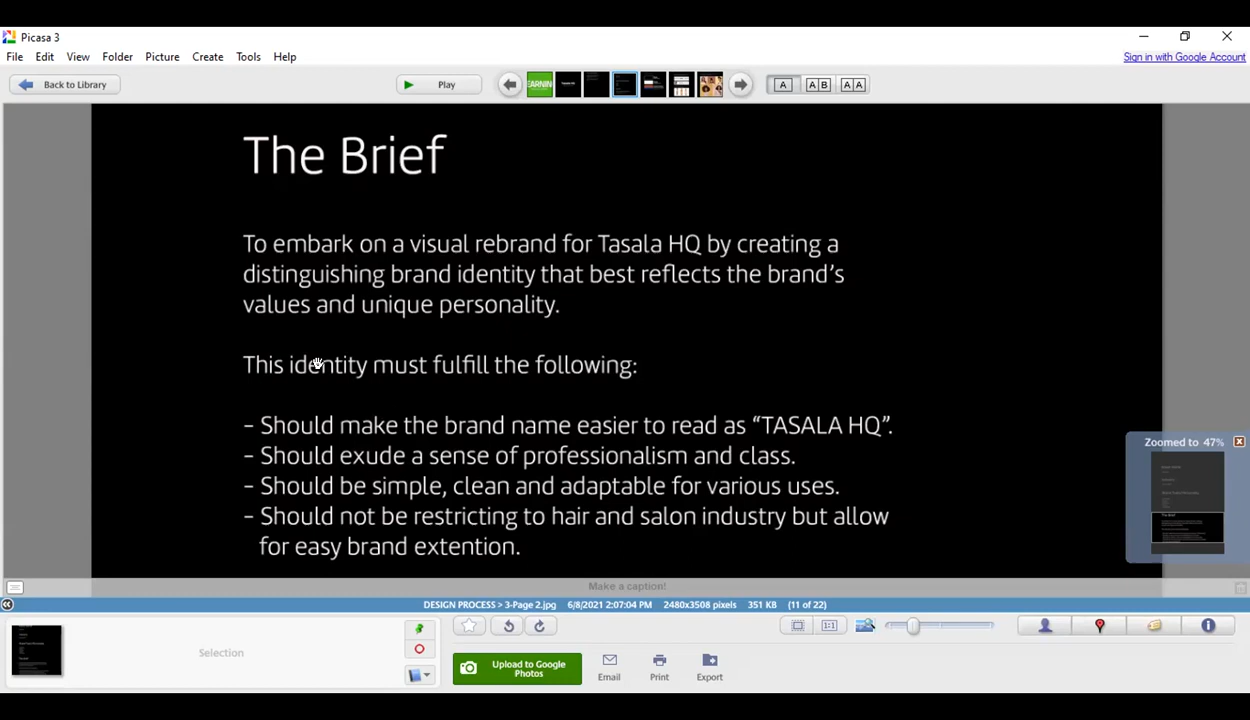 Picasa 3
File Edit View Folder Picture Create Tools Help
Sign in with Google Account
Back to Library
Play
EARNIN
A
A B
A A
The Brief
To embark on a visual rebrand for Tasala HQ by creating a
distinguishing brand identity that best reflects the brand's
values and unique personality.
This identity must fulfill the following:
- Should make the brand name easier to read as “TASALA HQ”.
- Should exude a sense of professionalism and class.
- Should be simple, clean and adaptable for various uses.
- Should not be restricting to hair and salon industry but allow
for easy brand extention.
Zoomed to 47%
The Brief
Make a caption!
DESIGN PROCESS > 3-Page 2.jpg 6/8/2021 2:07:04 PM 2480x3508 pixels 351 KB (11 of 22)
Selection
1:1
Upload to Google
Photos
Email
Print
Export